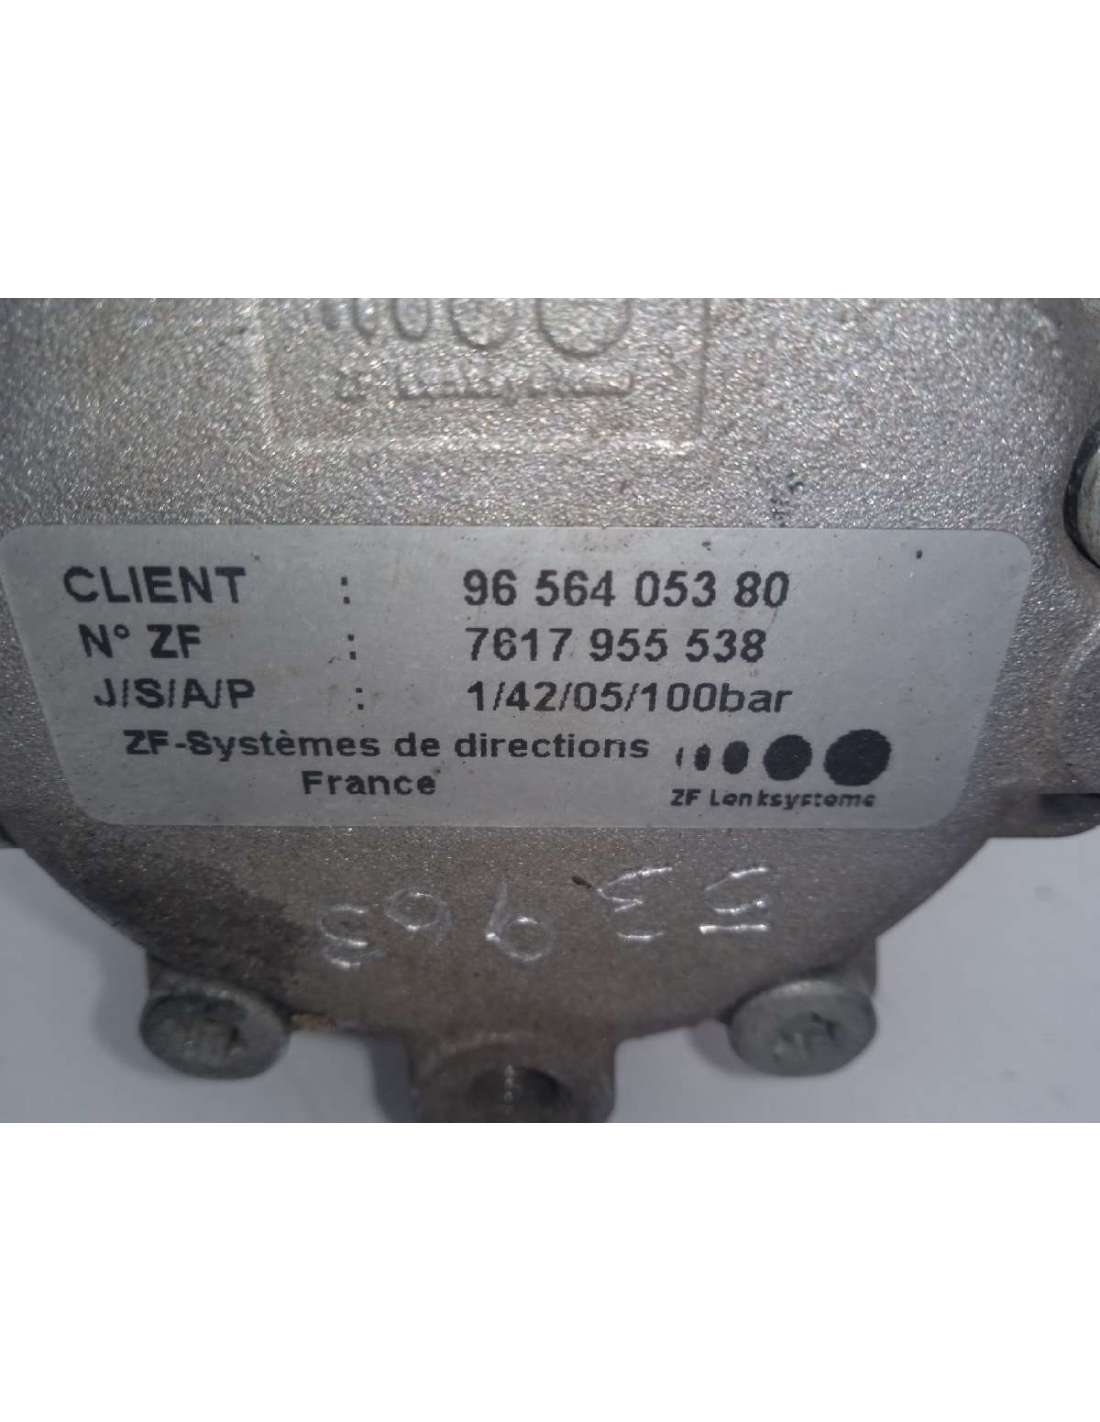 CLIENT : 96 564 053 80
N° ZF : 7617 955 538
J/S/A/P : 1/42/05/100bar
ZF-Systèmes de directions
France
ZF Lenksysteme